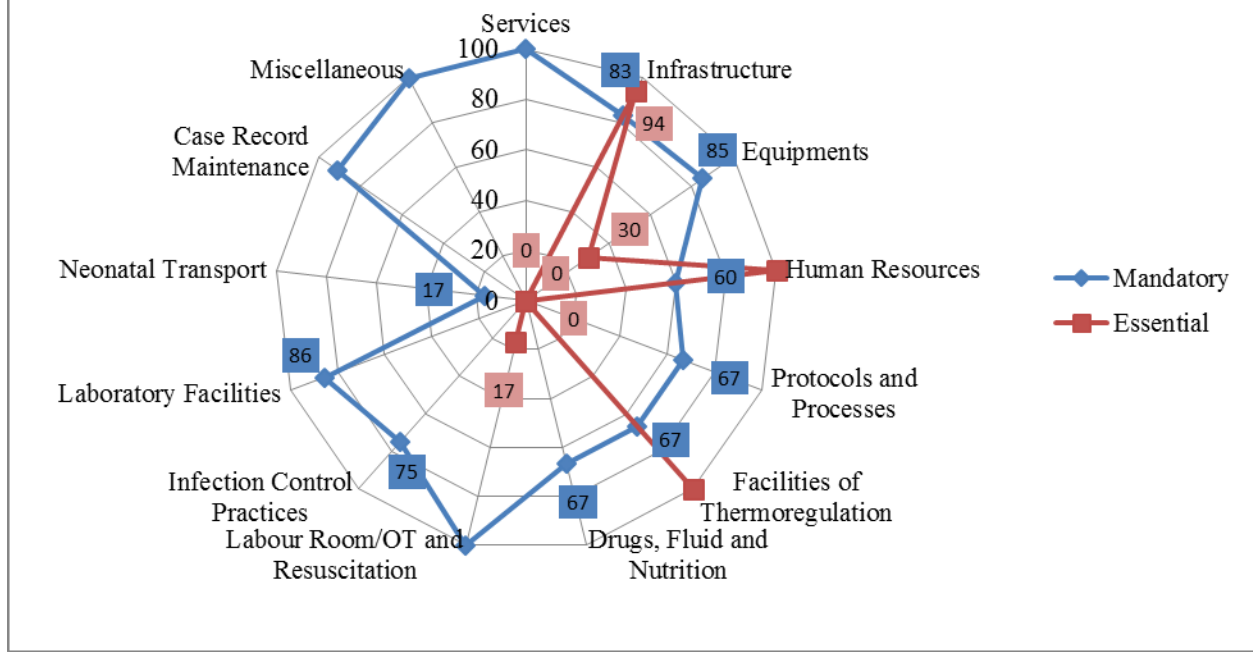 Services
100
83
Infrastructure
Miscellaneous
80
94
Case Record
Maintenance
85
Equipments
60
40
30
20
0
0
Neonatal Transport
17
0
0
60
Human Resources
Mandatory
Essential
86
Laboratory Facilities
17
67
Protocols and
Processes
75
67
Infection Control
Practices
67
Facilities of
Thermoregulation
Labour Room/OT and
Resuscitation
Drugs, Fluid and
Nutrition